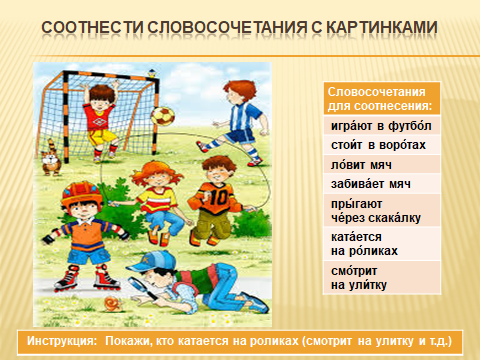 СООТНЕСТИ СЛОВОСОЧЕТАНИЯ С КАРТИНКАМИ
Словосочетания
для соотнесения:
игра́ют в футбо́л
стои́т в воро́тах
ло́вит мяч
забива́ет мяч
пры́гают
че́рез скака́лку
ката́ется
на ро́ликах
смо́трит
на ули́тку
10
Инструкция: Покажи, кто катается на роликах (смотрит на улитку и т.д.)